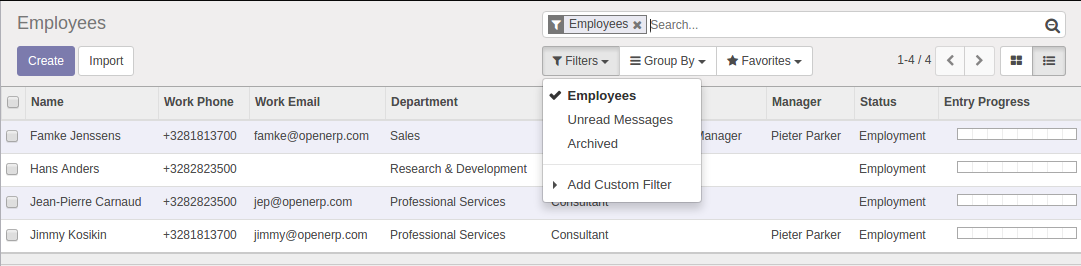 Employees
Employees Search...
Create Import
Filters Group By Favorites 1-4 / 4
Employees
Unread Messages
Archived
Add Custom Filter
Name Work Phone Work Email Department Manager Status Entry Progress
Famke Jenssens +3281813700 famke@openerp.com Sales Manager Pieter Parker Employment
Hans Anders +3282823500 Research & Development Employment
Jean-Pierre Carnaud +3282823500 jep@openerp.com Professional Services Consultant Employment
Jimmy Kosikin +3281813700 jimmy@openerp.com Professional Services Consultant Pieter Parker Employment